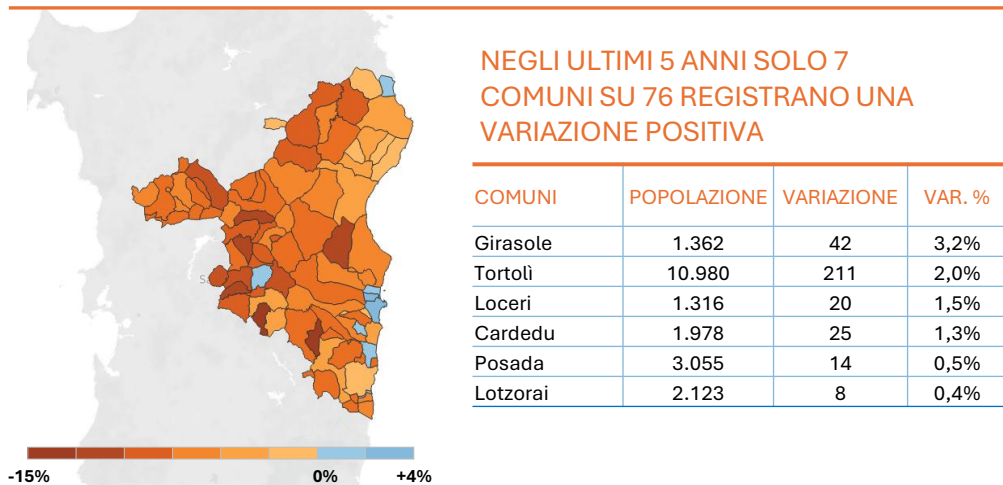 NEGLI ULTIMI 5 ANNI SOLO 7
COMUNI SU 76 REGISTRANO UNA
VARIAZIONE POSITIVA
COMUNI POPOLAZIONE VARIAZIONE VAR. %
Girasole 1.362 42 3,2%
Tortolì 10.980 211 2,0%
Loceri 1.316 20 1,5%
Cardedu 1.978 25 1,3%
Posada 3.055 14 0,5%
Lotzorai 2.123 8 0,4%
-15% 0% +4%